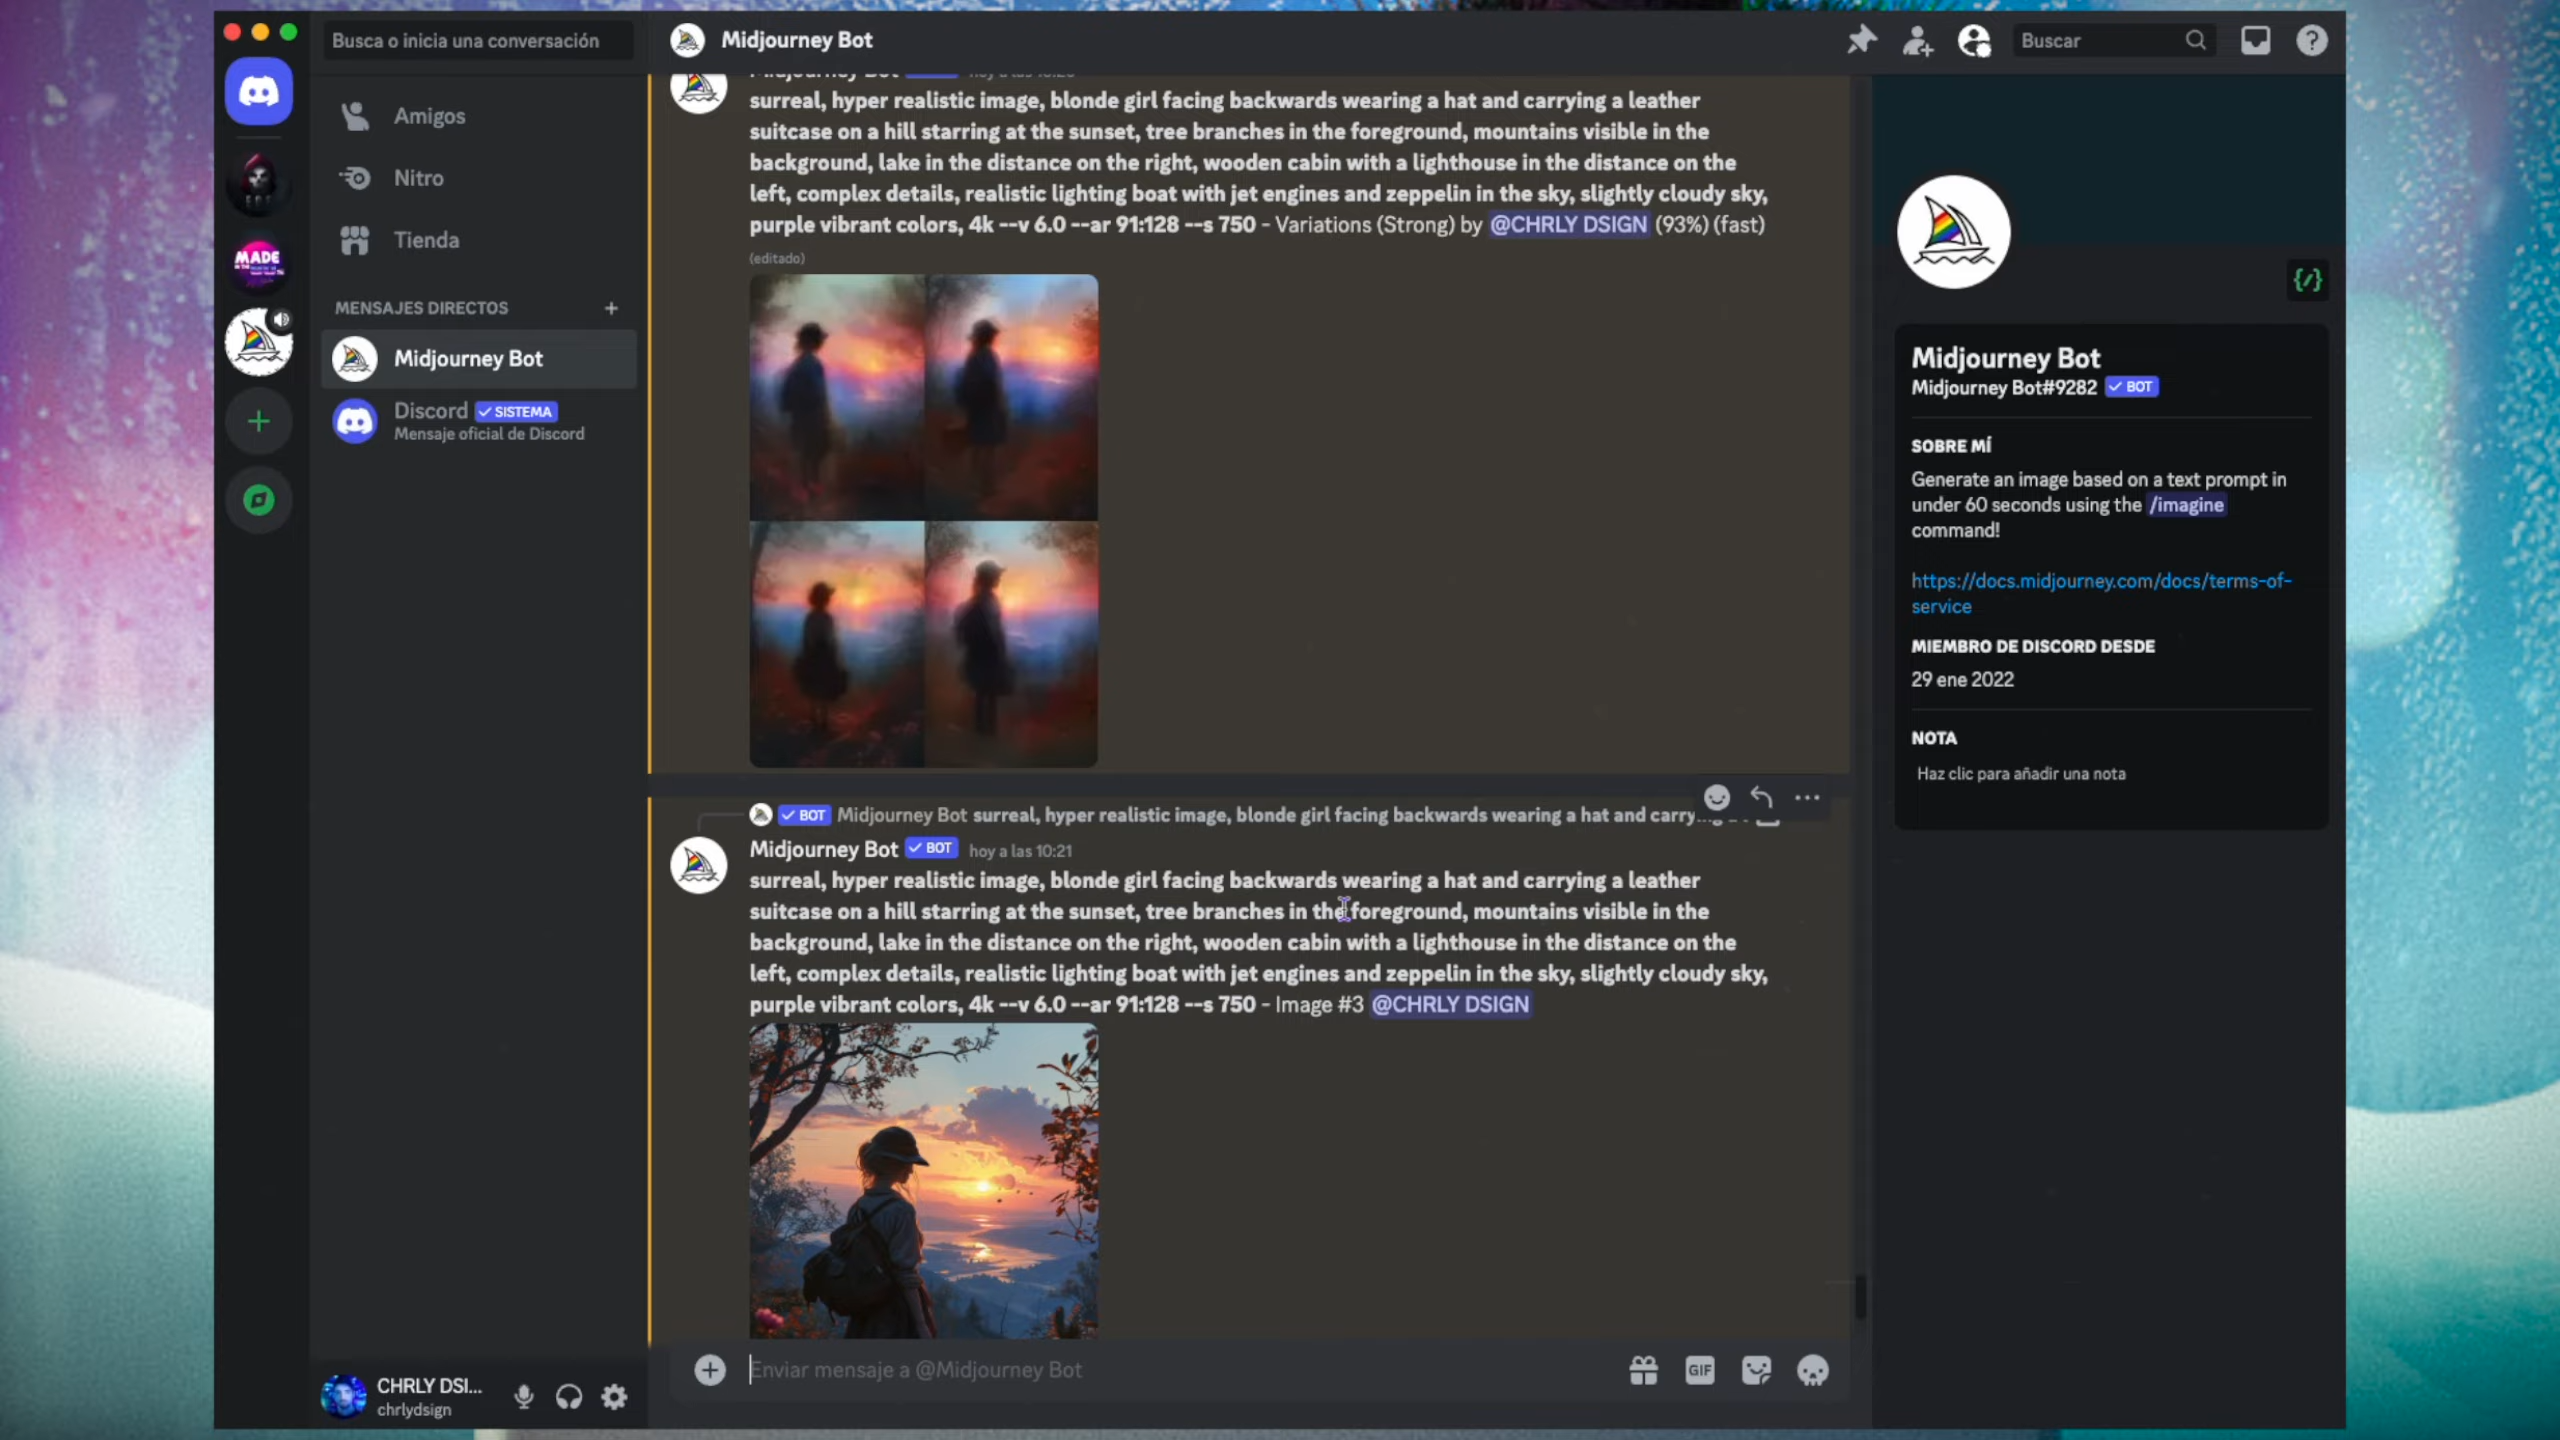 Busca o inicia una conversación
Midjourney Bot
Buscar
Amigos
Nitro
Tienda
MENSAJES DIRECTOS
Midjourney Bot
Discord SISTEMA
Mensaje oficial de Discord
MADE
CHRLY DSI...
chrlydsign
Midjourney Bot hoy a las
surreal, hyper realistic image, blonde girl facing backwards wearing a hat and carrying a leather
suitcase on a hill starring at the sunset, tree branches in the foreground, mountains visible in the
background, lake in the distance on the right, wooden cabin with a lighthouse in the distance on the
left, complex details, realistic lighting boat with jet engines and zeppelin in the sky, slightly cloudy sky,
purple vibrant colors, 4k --v 6.0 --ar 91:128 --s 750 - Variations (Strong) by @CHRLY DSIGN (93%) (fast)
(editado)
BOT Midjourney Bot surreal, hyper realistic image, blonde girl facing backwards wearing a hat and carry
Midjourney Bot BOT hoy a las 10:21
surreal, hyper realistic image, blonde girl facing backwards wearing a hat and carrying a leather
suitcase on a hill starring at the sunset, tree branches in the foreground, mountains visible in the
background, lake in the distance on the right, wooden cabin with a lighthouse in the distance on the
left, complex details, realistic lighting boat with jet engines and zeppelin in the sky, slightly cloudy sky,
purple vibrant colors, 4k --v 6.0 --ar 91:128 --s 750 - Image #3 @CHRLY DSIGN
Enviar mensaje a @Midjourney Bot
GIF
Midjourney Bot
Midjourney Bot#9282 BOT
SOBRE MÍ
Generate an image based on a text prompt in
under 60 seconds using the /imagine
command!
https://docs.midjourney.com/docs/terms-of-
service
MIEMBRO DE DISCORD DESDE
29 ene 2022
NOTA
Haz clic para añadir una nota